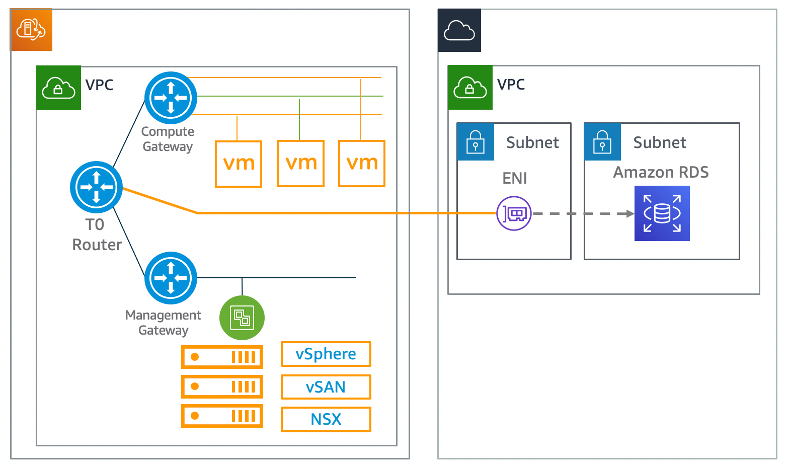 VPC
Compute
Gateway
vm
vm
vm
T0
Router
Management
Gateway
vSphere
vSAN
NSX
VPC
Subnet
ENI
Subnet
Amazon RDS